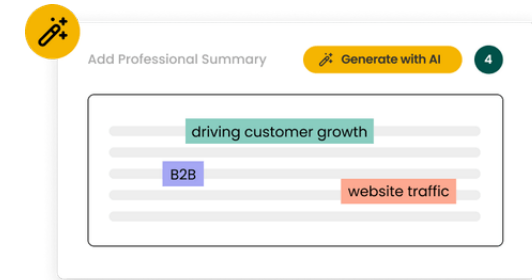 Add Professional Summary
Generate with AI
4
driving customer growth
B2B
website traffic